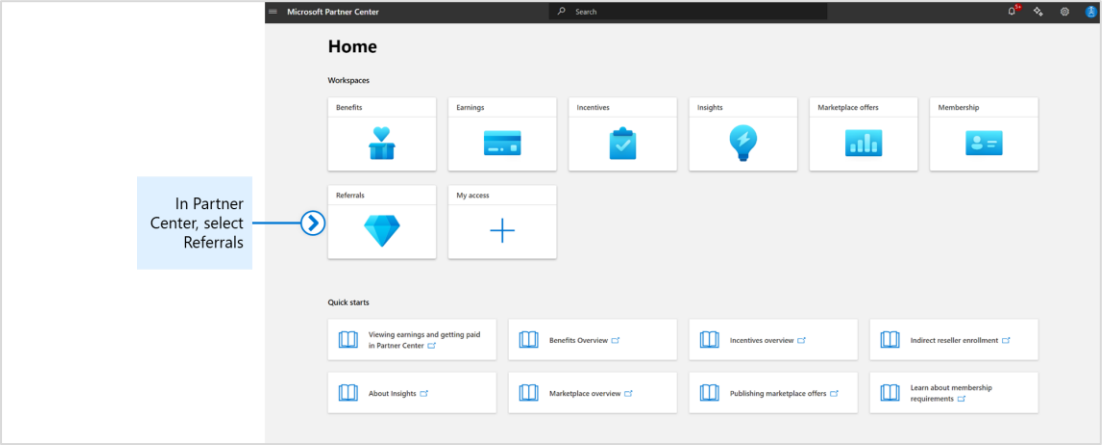 Microsoft Partner Center
Search
5+
Home
Workspaces
Benefits
Earnings
Incentives
Insights
Marketplace offers
Membership
In Partner
Center, select
Referrals
Referrals
My access
Quick starts
Viewing earnings and getting paid
in Partner Center
Benefits Overview
Incentives overview
Indirect reseller enrollment
About Insights
Marketplace overview
Publishing marketplace offers
Learn about membership
requirements